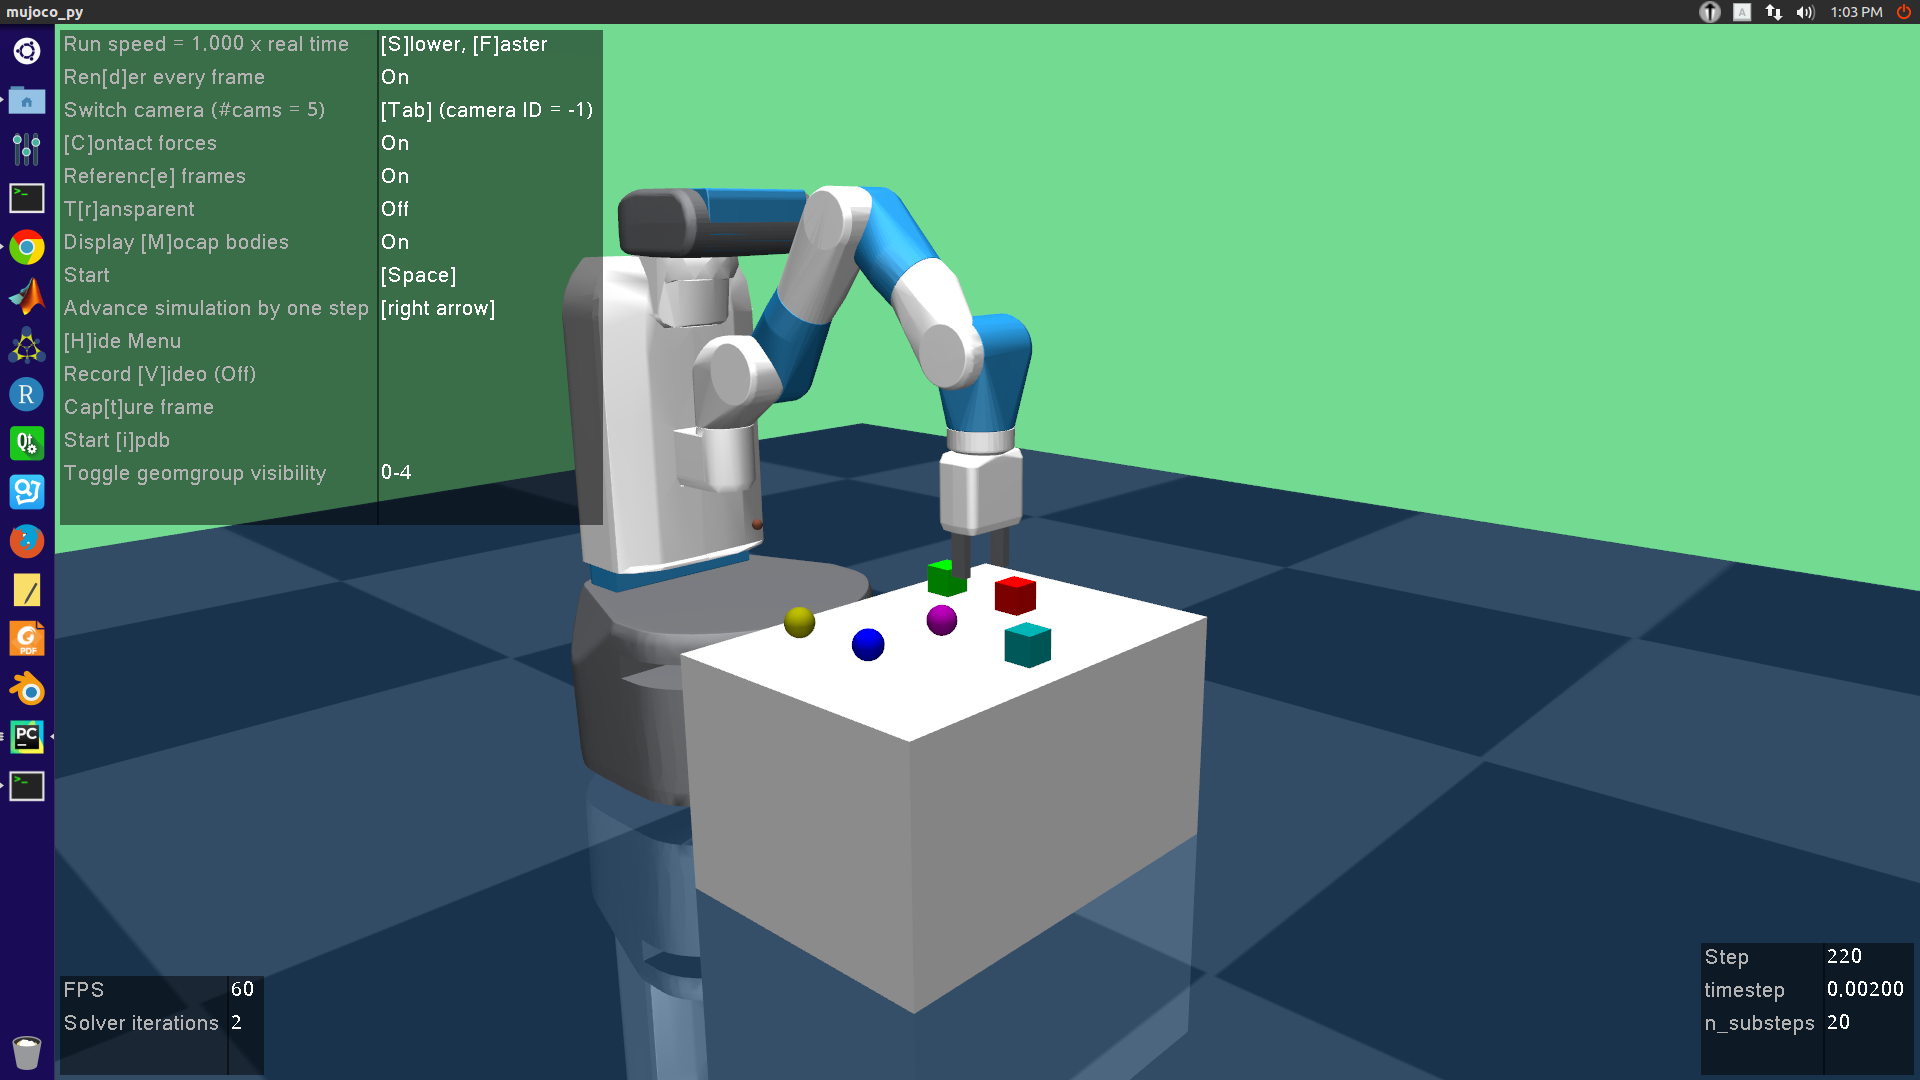 mujoco_py
A
1:03 PM
Run speed = 1.000 x real time [S]lower, [F]aster
Ren[d]er every frame On
Switch camera (#cams = 5) [Tab] (camera ID = -1)
[C]ontact forces On
Referenc[e] frames On
T[r]ansparent Off
Display [M]ocap bodies On
Start [Space]
Advance simulation by one step [right arrow]
[H]ide Menu
Record [V]ideo (Off)
Cap[t]ure frame
Start [i]pdb
Toggle geomgroup visibility 0-4
>_
R
Qt
PDF
PC
>_
FPS 60
Solver iterations 2
Step 220
timestep 0.00200
n_substeps 20